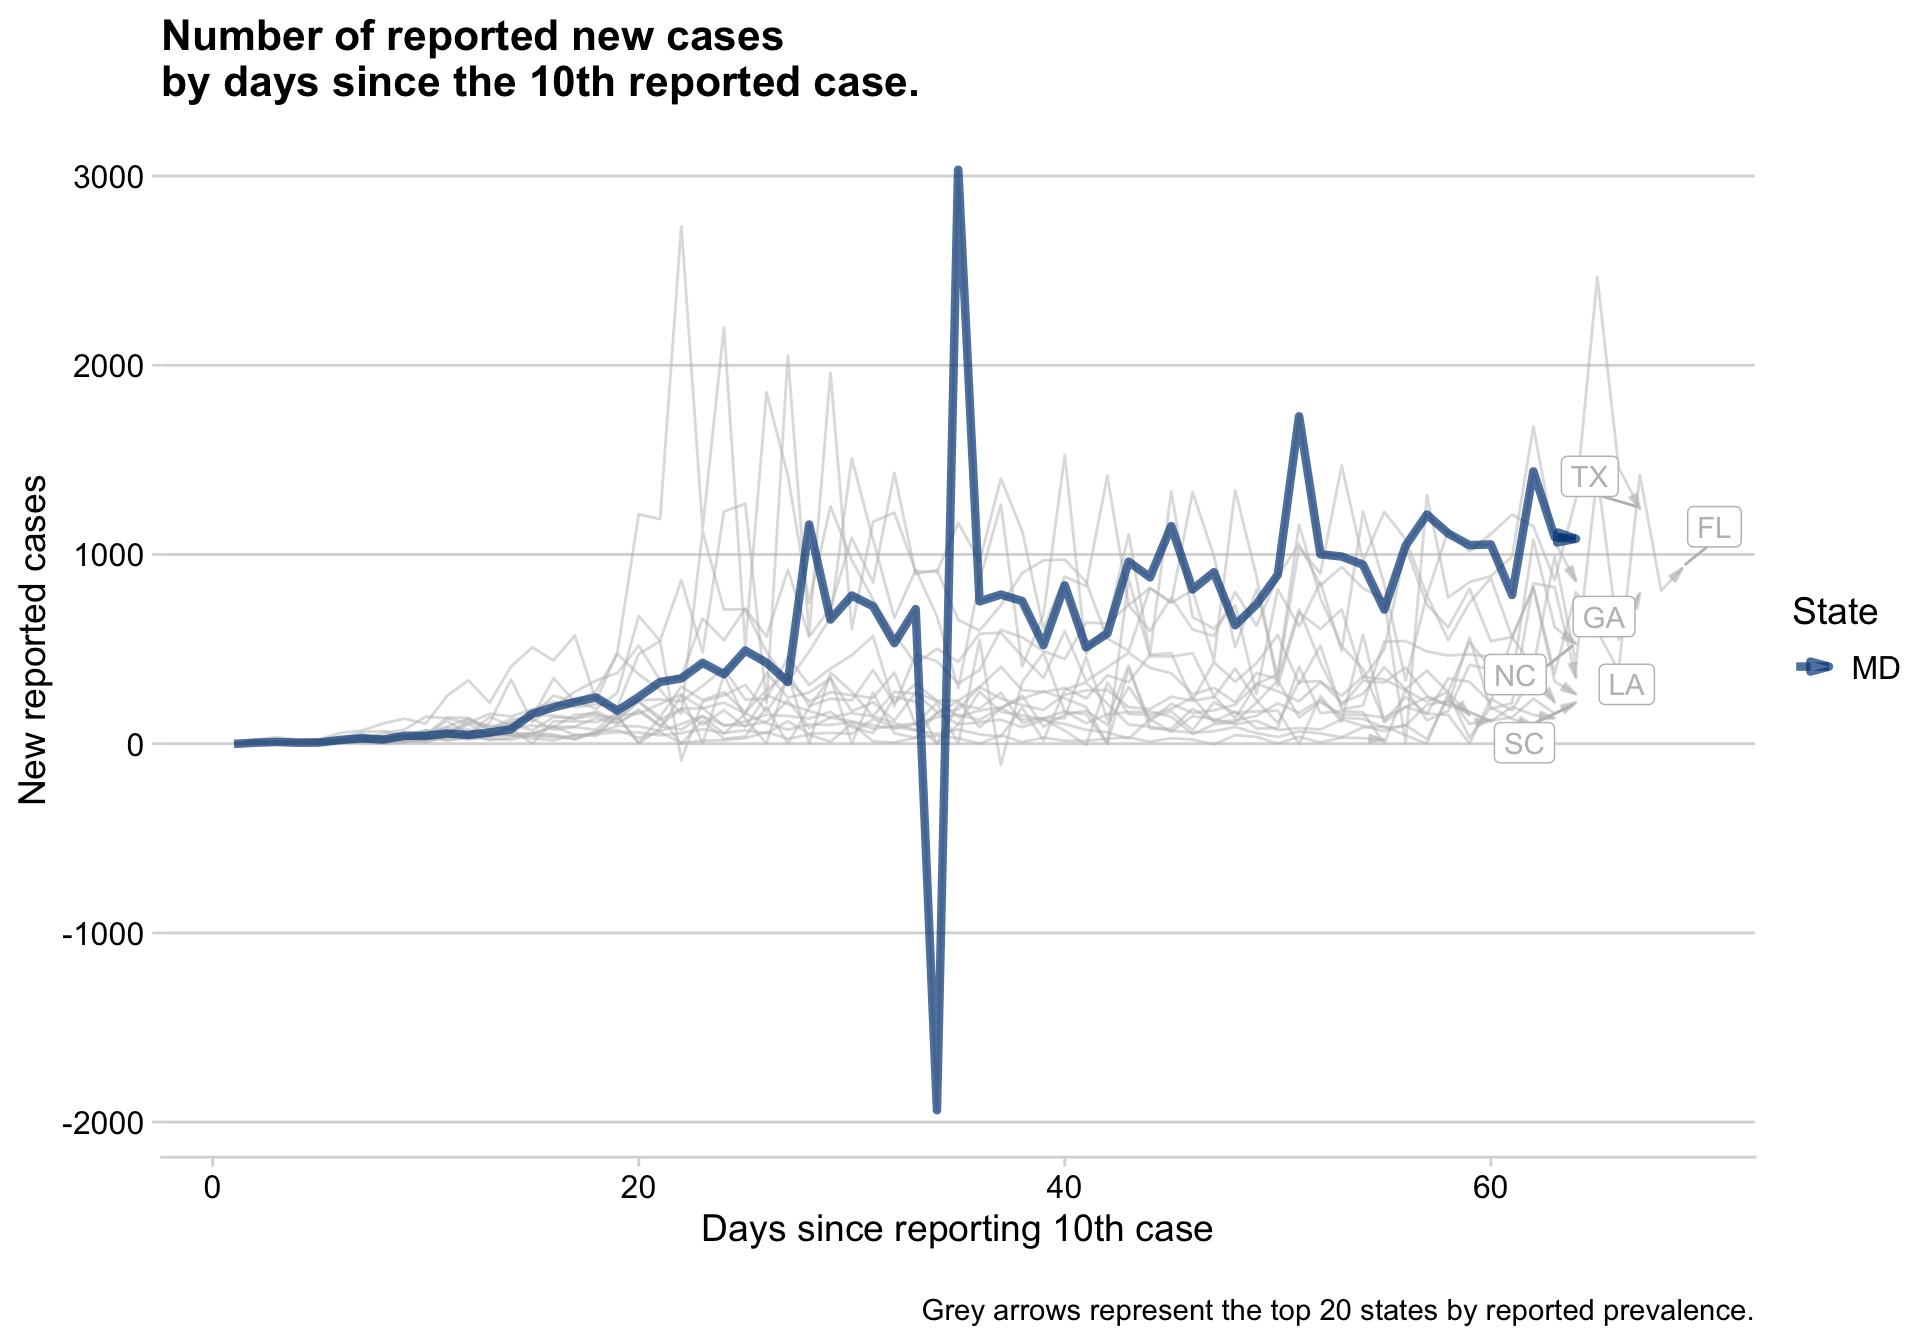 Number of reported new cases
by days since the 10th reported case.
New reported cases
3000
2000
1000
0
-1000
-2000
TX
FL
GA
NC
LA
SC
State
MD
0 20 40 60
Days since reporting 10th case
Grey arrows represent the top 20 states by reported prevalence.